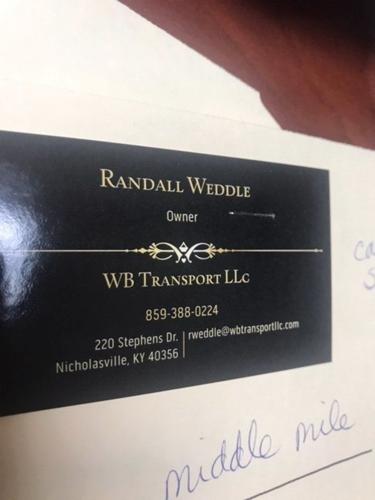 RANDALL WEDDLE
Owner
WB TRANSPORT LLC
859-388-0224
220 Stephens Dr.
Nicholasville, KY 40356
rweddle@wbtransportllc.com
middle mile